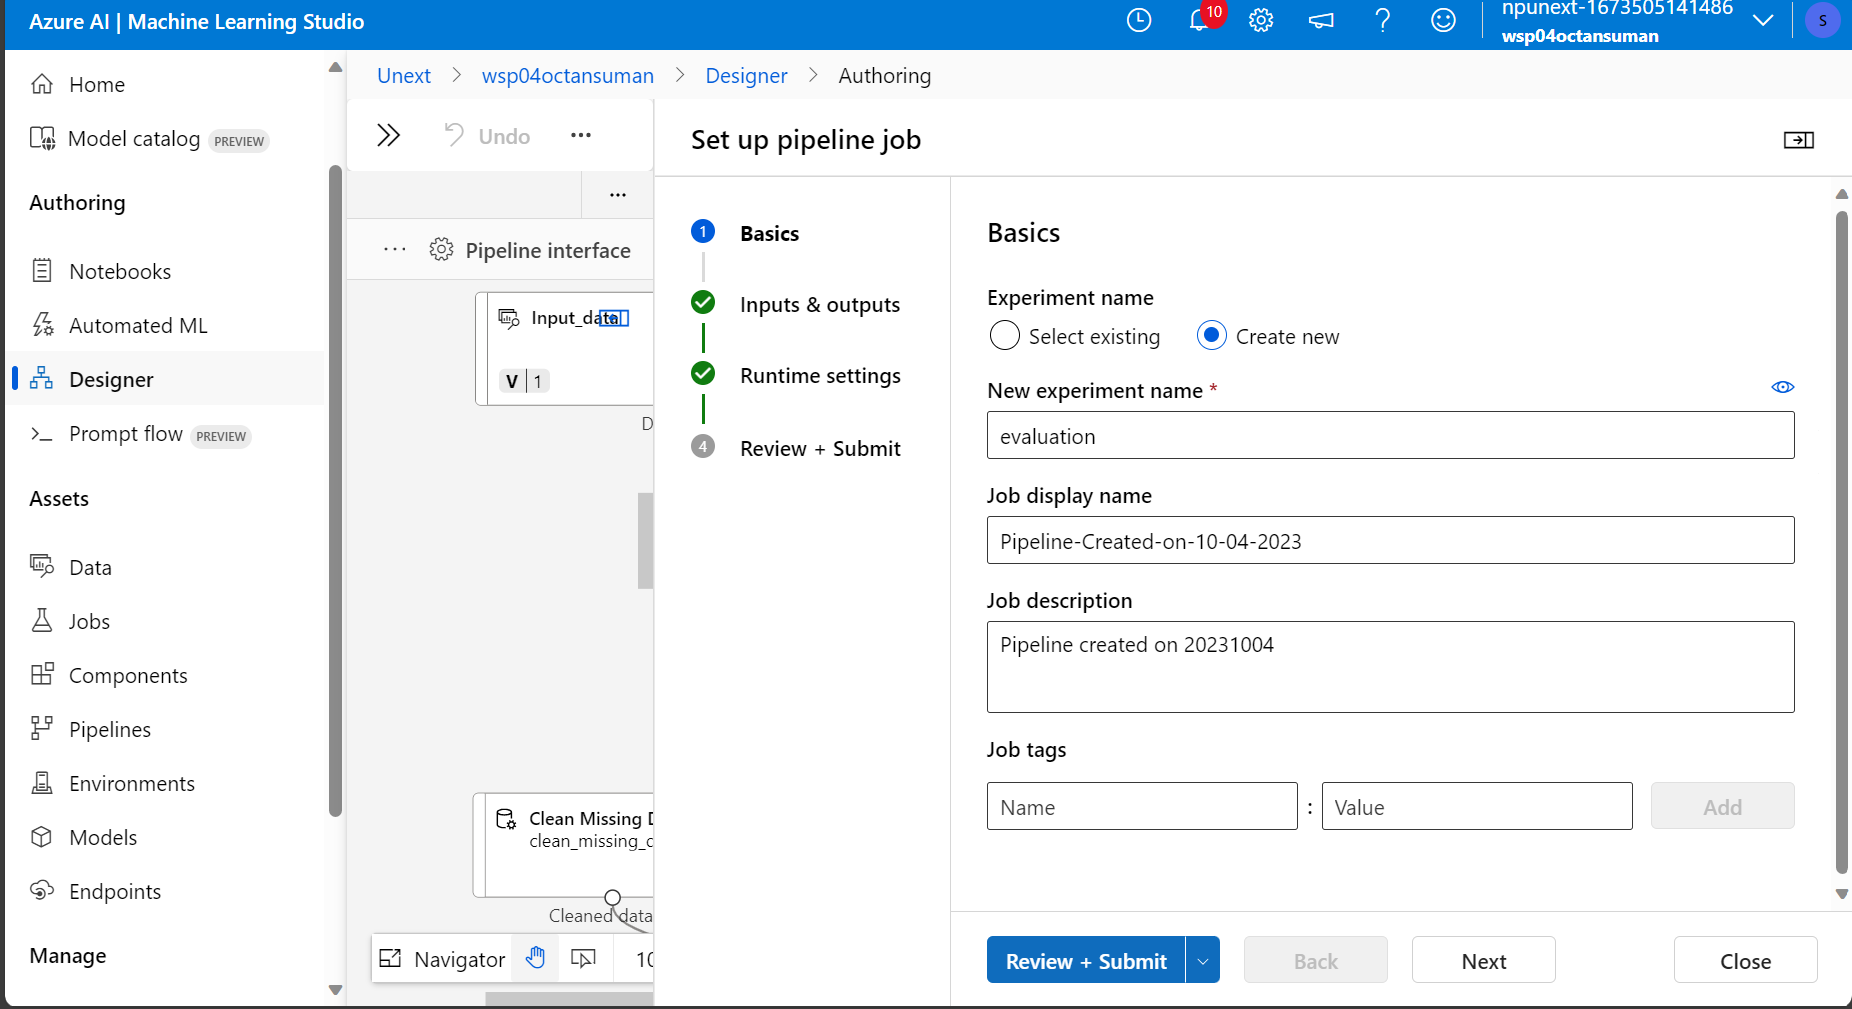 Azure AI | Machine Learning Studio
10
npunext-1673505141486
wsp04octansuman
S
Home
Model catalog PREVIEW
Authoring
Notebooks
Automated ML
Designer
Prompt flow PREVIEW
Assets
Data
Jobs
Components
Pipelines
Environments
Models
Endpoints
Manage
Unext > wsp04octansuman > Designer > Authoring
Undo ...
...
... Pipeline interface
Input_data
V | 1
D
Clean Missing D
clean_missing_d
Cleaned data
Navigator
10
Set up pipeline job
1 Basics
Inputs & outputs
Runtime settings
4 Review + Submit
Basics
Experiment name
Select existing Create new
New experiment name *
evaluation
Job display name
Pipeline-Created-on-10-04-2023
Job description
Pipeline created on 20231004
Job tags
Name : Value Add
Review + Submit Back Next Close